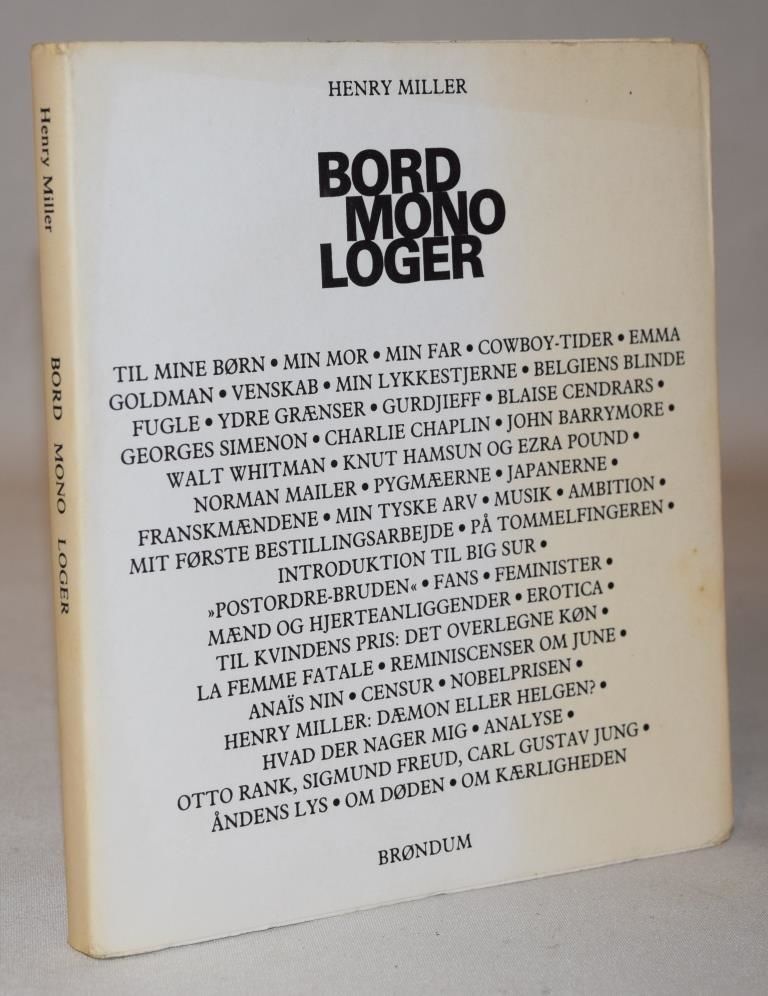 HENRY MILLER
BORD
MONO
LOGER
TIL MINE BØRN • MIN MOR • MIN FAR • COWBOY-TIDER • EMMA
GOLDMAN • VENSKAB • MIN LYKKESTJERNE • BELGIENS BLINDE
FUGLE • YDRE GRÆNSER • GURDJIEFF • BLAISE CENDRARS •
GEORGES SIMENON • CHARLIE CHAPLIN • JOHN BARRYMORE •
WALT WHITMAN • KNUT HAMSUN OG EZRA POUND •
NORMAN MAILER • PYGMÆERNE • JAPANERNE •
FRANSKMÆNDENE • MIN TYSKE ARV • MUSIK • AMBITION •
MIT FØRSTE BESTILLINGSARBEJDE • PÅ TOMMELFINGEREN •
INTRODUKTION TIL BIG SUR •
»POSTORDRE-BRUDEN« • FANS • FEMINISTER •
MÆND OG HJERTEANLIGGENDER • EROTICA •
TIL KVINDENS PRIS: DET OVERLEGNE KØN •
LA FEMME FATALE • REMINISCENSER OM JUNE •
ANAÏS NIN • CENSUR • NOBELPRISEN •
HENRY MILLER: DÆMON ELLER HELGEN? •
HVAD DER NAGER MIG • ANALYSE •
OTTO RANK, SIGMUND FREUD, CARL GUSTAV JUNG •
ÅNDENS LYS • OM DØDEN • OM KÆRLIGHEDEN
BRØNDUM
Henry Miller BORD MONO LOGER